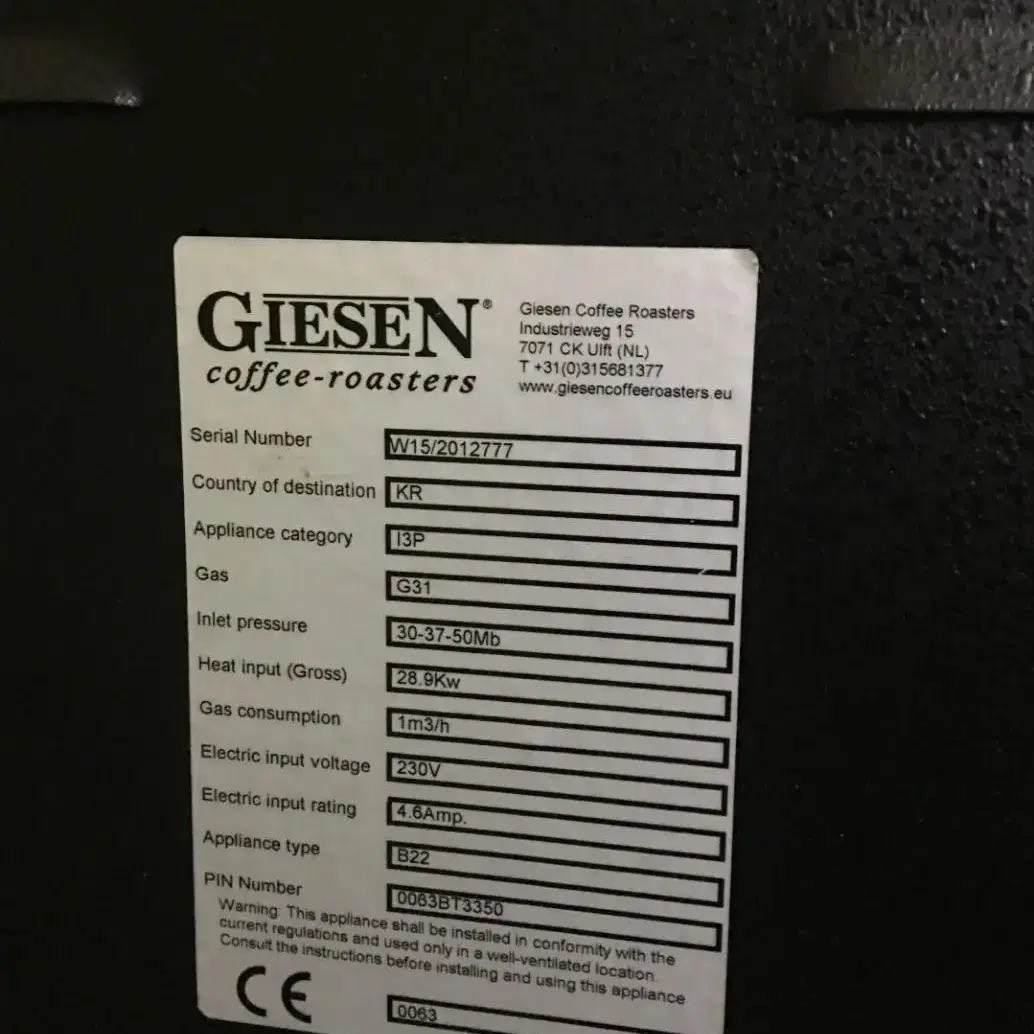 GIESEN®
coffee-roasters
Giesen Coffee Roasters
Industrieweg 15
7071 CK Ulft (NL)
T +31(0)315681377
www.giesencoffeeroasters.eu
Serial Number W15/2012777
Country of destination KR
Appliance category I3P
Gas G31
Inlet pressure 30-37-50Mb
Heat input (Gross) 28.9Kw
Gas consumption 1m3/h
Electric input voltage 230V
Electric input rating 4.6Amp.
Appliance type B22
PIN Number 0063BT3350
Warning: This appliance shall be installed in conformity with the
current regulations and used only in a well-ventilated location.
Consult the instructions before installing and using this appliance
CE 0063